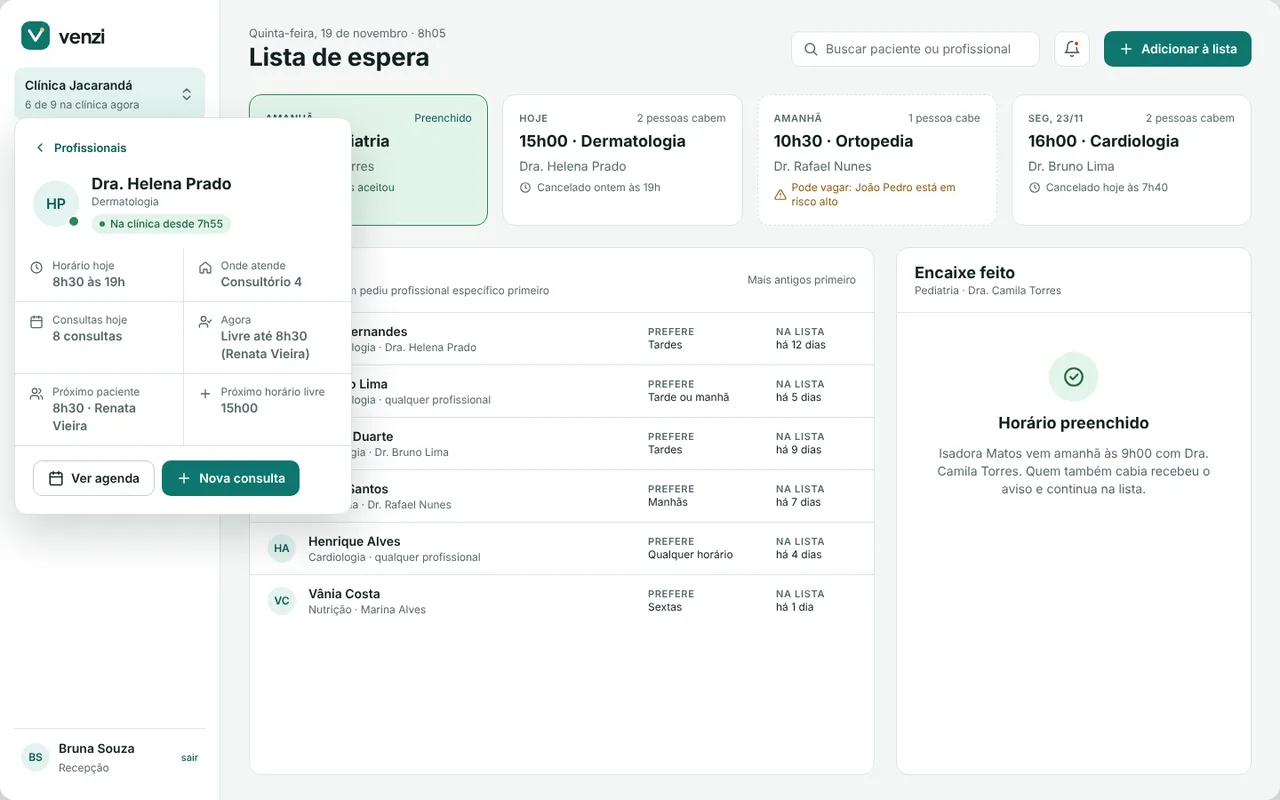 venzi
Clínica Jacarandá
6 de 9 na clínica agora
Profissionais
HP
Dra. Helena Prado
Dermatologia
Na clínica desde 7h55
Horário hoje
8h30 às 19h
Onde atende
Consultório 4
Consultas hoje
8 consultas
Agora
Livre até 8h30
(Renata Vieira)
Próximo paciente
8h30 · Renata
Vieira
Próximo horário livre
15h00
Ver agenda
Nova consulta
BS
Bruna Souza
Recepção
sair
Quinta-feira, 19 de novembro · 8h05
Lista de espera
Buscar paciente ou profissional
Adicionar à lista
Preenchido
iatria
rres
s aceitou
HOJE
2 pessoas cabem
15h00 · Dermatologia
Dra. Helena Prado
Cancelado ontem às 19h
AMANHÃ
1 pessoa cabe
10h30 · Ortopedia
Dr. Rafael Nunes
Pode vagar: João Pedro está em
risco alto
SEG, 23/11
2 pessoas cabem
16h00 · Cardiologia
Dr. Bruno Lima
Cancelado hoje às 7h40
pediu profissional específico primeiro
Mais antigos primeiro
ernandes
logia · Dra. Helena Prado
PREFERE
Tardes
NA LISTA
há 12 dias
o Lima
logia · qualquer profissional
PREFERE
Tarde ou manhã
NA LISTA
há 5 dias
Duarte
gia · Dr. Bruno Lima
PREFERE
Tardes
NA LISTA
há 9 dias
Santos
a · Dr. Rafael Nunes
PREFERE
Manhãs
NA LISTA
há 7 dias
HA
Henrique Alves
Cardiologia · qualquer profissional
PREFERE
Qualquer horário
NA LISTA
há 4 dias
VC
Vânia Costa
Nutrição · Marina Alves
PREFERE
Sextas
NA LISTA
há 1 dia
Encaixe feito
Pediatria · Dra. Camila Torres
Horário preenchido
Isadora Matos vem amanhã às 9h00 com Dra.
Camila Torres. Quem também cabia recebeu o
aviso e continua na lista.